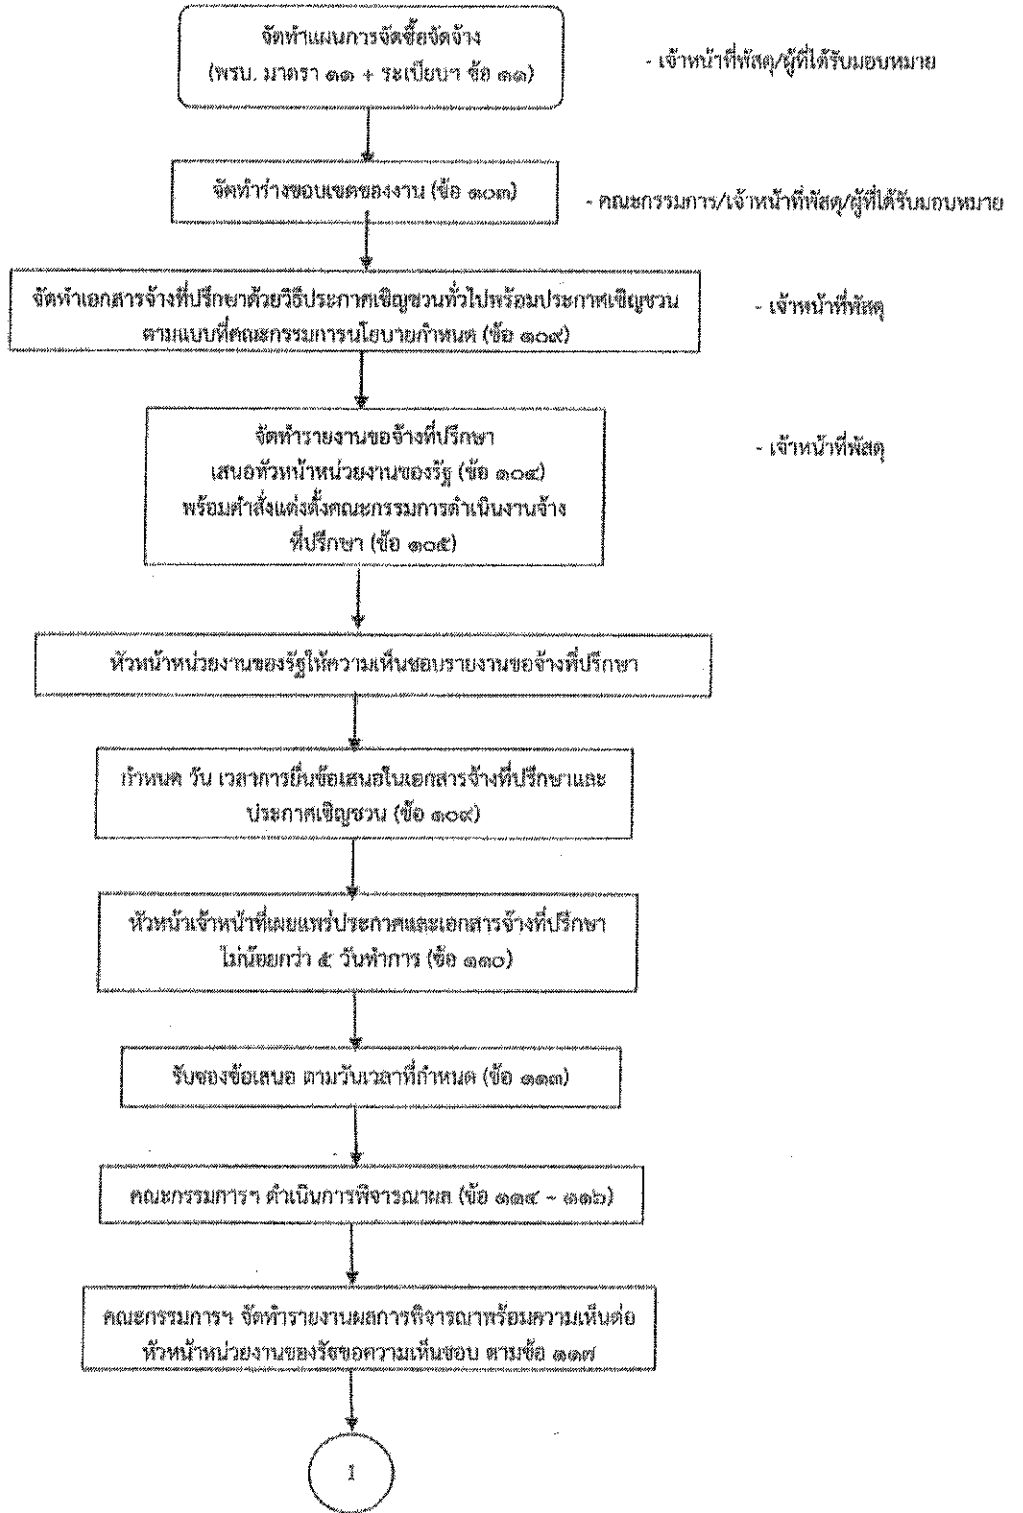 จัดทำแผนการจัดซื้อจัดจ้าง
(พรบ. มาตรา ๑๑ + ระเบียบฯ ข้อ ๑๑)
- เจ้าหน้าที่พัสดุ/ผู้ที่ได้รับมอบหมาย
จัดทำร่างขอบเขตของงาน (ข้อ ๑๐๓)
- คณะกรรมการ/เจ้าหน้าที่พัสดุ/ผู้ที่ได้รับมอบหมาย
จัดทำเอกสารจ้างที่ปรึกษาด้วยวิธีประกาศเชิญชวนทั่วไปพร้อมประกาศเชิญชวน
ตามแบบที่คณะกรรมการนโยบายกำหนด (ข้อ ๑๐๙)
- เจ้าหน้าที่พัสดุ
จัดทำรายงานขอจ้างที่ปรึกษา
เสนอหัวหน้าหน่วยงานของรัฐ (ข้อ ๑๐๔)
พร้อมคำสั่งแต่งตั้งคณะกรรมการดำเนินงานจ้าง
ที่ปรึกษา (ข้อ ๑๐๕)
- เจ้าหน้าที่พัสดุ
หัวหน้าหน่วยงานของรัฐให้ความเห็นชอบรายงานขอจ้างที่ปรึกษา
กำหนด วัน เวลาการยื่นข้อเสนอในเอกสารจ้างที่ปรึกษาและ
ประกาศเชิญชวน (ข้อ ๑๐๙)
หัวหน้าเจ้าหน้าที่เผยแพร่ประกาศและเอกสารจ้างที่ปรึกษา
ไม่น้อยกว่า ๕ วันทำการ (ข้อ ๑๑๐)
รับซองข้อเสนอ ตามวันเวลาที่กำหนด (ข้อ ๑๑๓)
คณะกรรมการฯ ดำเนินการพิจารณาผล (ข้อ ๑๑๔ - ๑๑๖)
คณะกรรมการฯ จัดทำรายงานผลการพิจารณาพร้อมความเห็นต่อ
หัวหน้าหน่วยงานของรัฐขอความเห็นชอบ ตามข้อ ๑๑๗
1